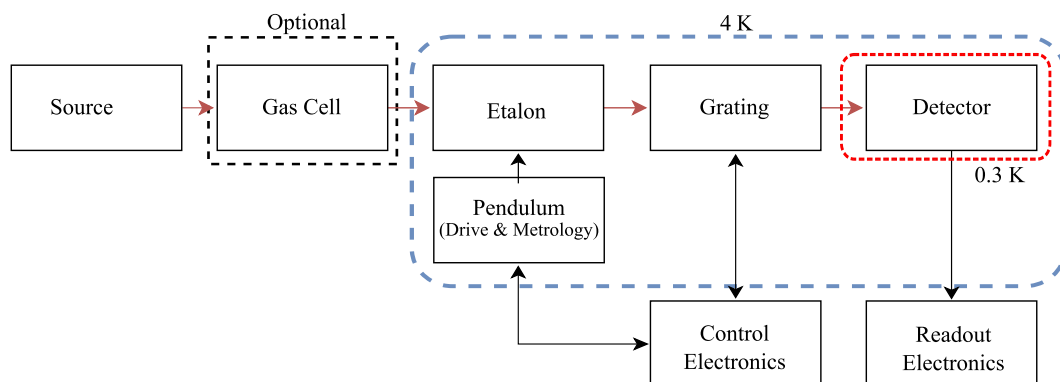 Optional
4 K
Source
Gas Cell
Etalon
Grating
Detector
0.3 K
Pendulum
(Drive & Metrology)
Control
Electronics
Readout
Electronics